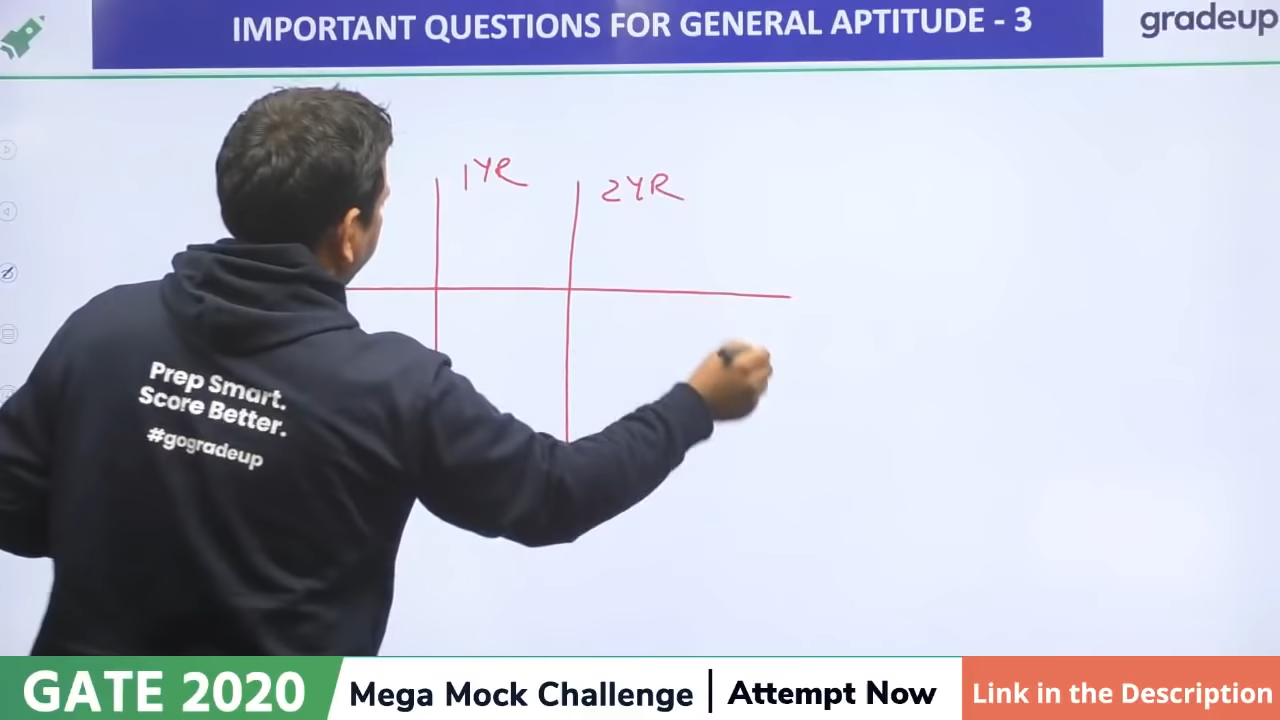 IMPORTANT QUESTIONS FOR GENERAL APTITUDE - 3
gradeup
1YR
2YR
Prep Smart.
Score Better.
#gogradeup
GATE 2020
Mega Mock Challenge
Attempt Now
Link in the Description